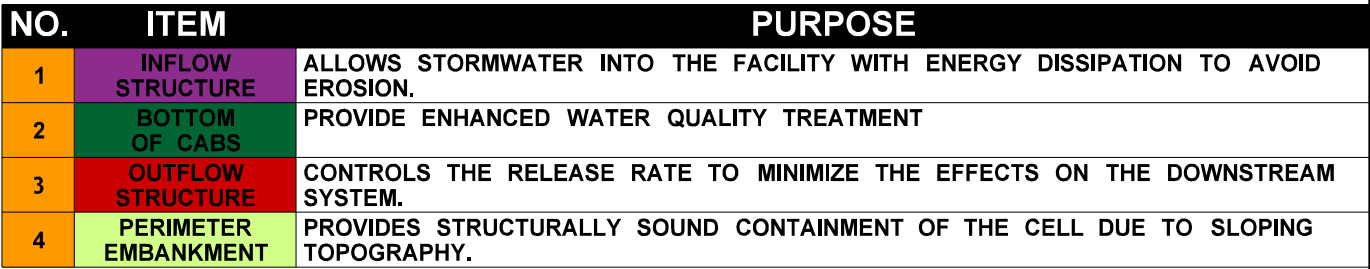 NO. ITEM PURPOSE
1 INFLOW STRUCTURE ALLOWS STORMWATER INTO THE FACILITY WITH ENERGY DISSIPATION TO AVOID
EROSION.
2 BOTTOM OF CABS PROVIDE ENHANCED WATER QUALITY TREATMENT
3 OUTFLOW STRUCTURE CONTROLS THE RELEASE RATE TO MINIMIZE THE EFFECTS ON THE DOWNSTREAM
SYSTEM.
4 PERIMETER EMBANKMENT PROVIDES STRUCTURALLY SOUND CONTAINMENT OF THE CELL DUE TO SLOPING
TOPOGRAPHY.